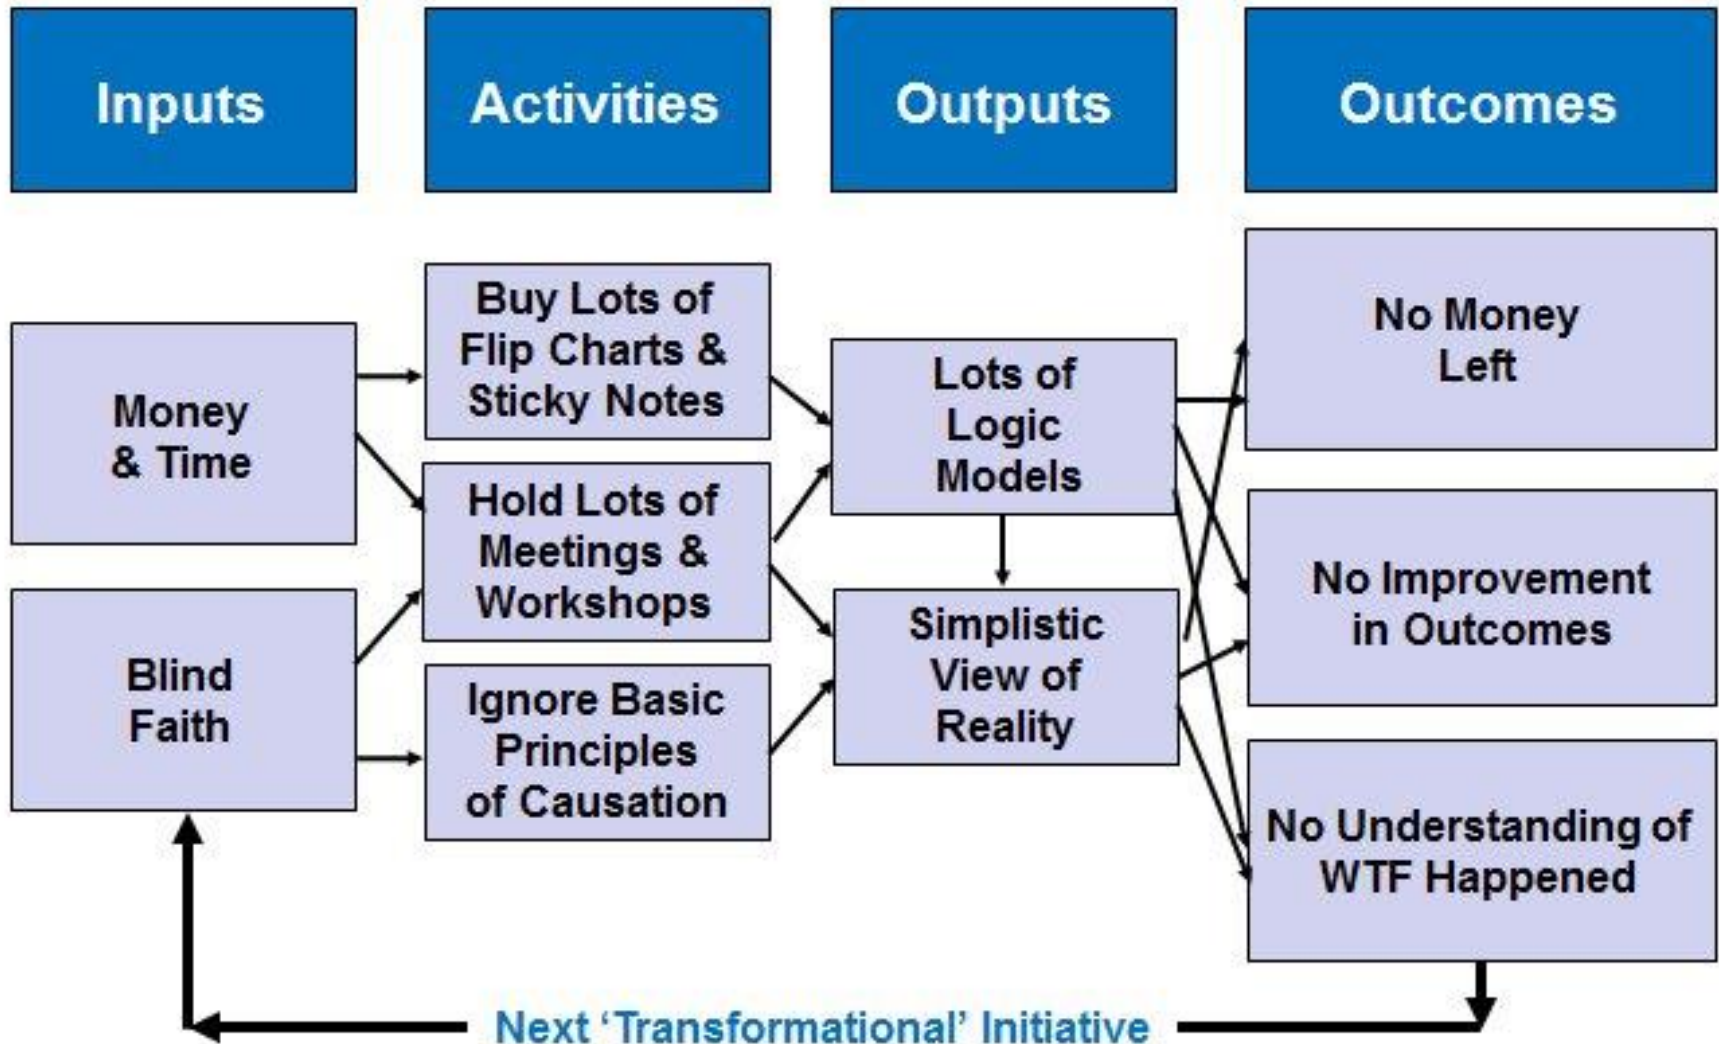 Inputs
Activities
Outputs
Outcomes
Money
& Time
Blind
Faith
Buy Lots of
Flip Charts &
Sticky Notes
Hold Lots of
Meetings &
Workshops
Ignore Basic
Principles
of Causation
Lots of
Logic
Models
Simplistic
View of
Reality
No Money
Left
No Improvement
in Outcomes
No Understanding of
WTF Happened
Next ‘Transformational’ Initiative